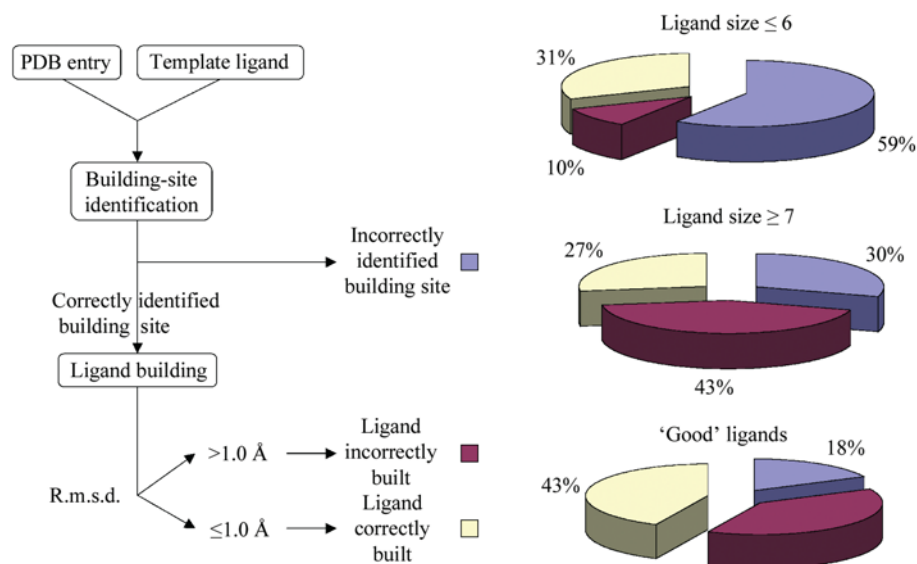 PDB entry
Template ligand
Building-site
identification
Incorrectly
identified
building site
Correctly identified
building site
Ligand building
R.m.s.d.
>1.0 Å
Ligand
incorrectly
built
≤1.0 Å
Ligand
correctly
built
Ligand size ≤ 6
31%
10%
59%
Ligand size ≥ 7
27%
30%
43%
‘Good’ ligands
18%
43%